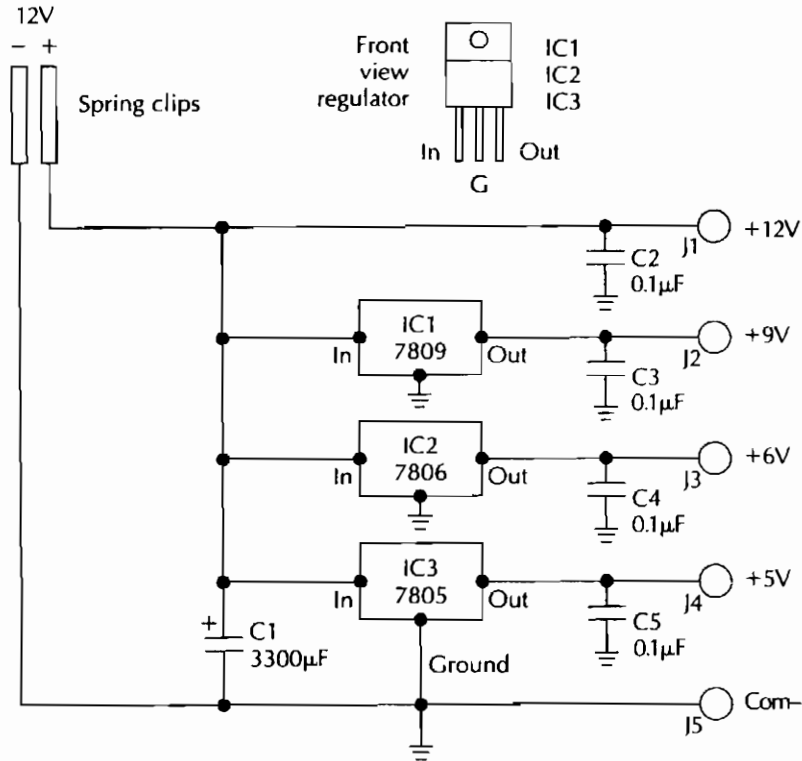 12V
− +
Spring clips
Front
view
regulator
IC1
IC2
IC3
In
Out
G
J1
+12V
C2
0.1µF
In
IC1
7809
Out
J2
+9V
C3
0.1µF
In
IC2
7806
Out
J3
+6V
C4
0.1µF
In
IC3
7805
Out
J4
+5V
C5
0.1µF
+
C1
3300µF
Ground
J5
Com−